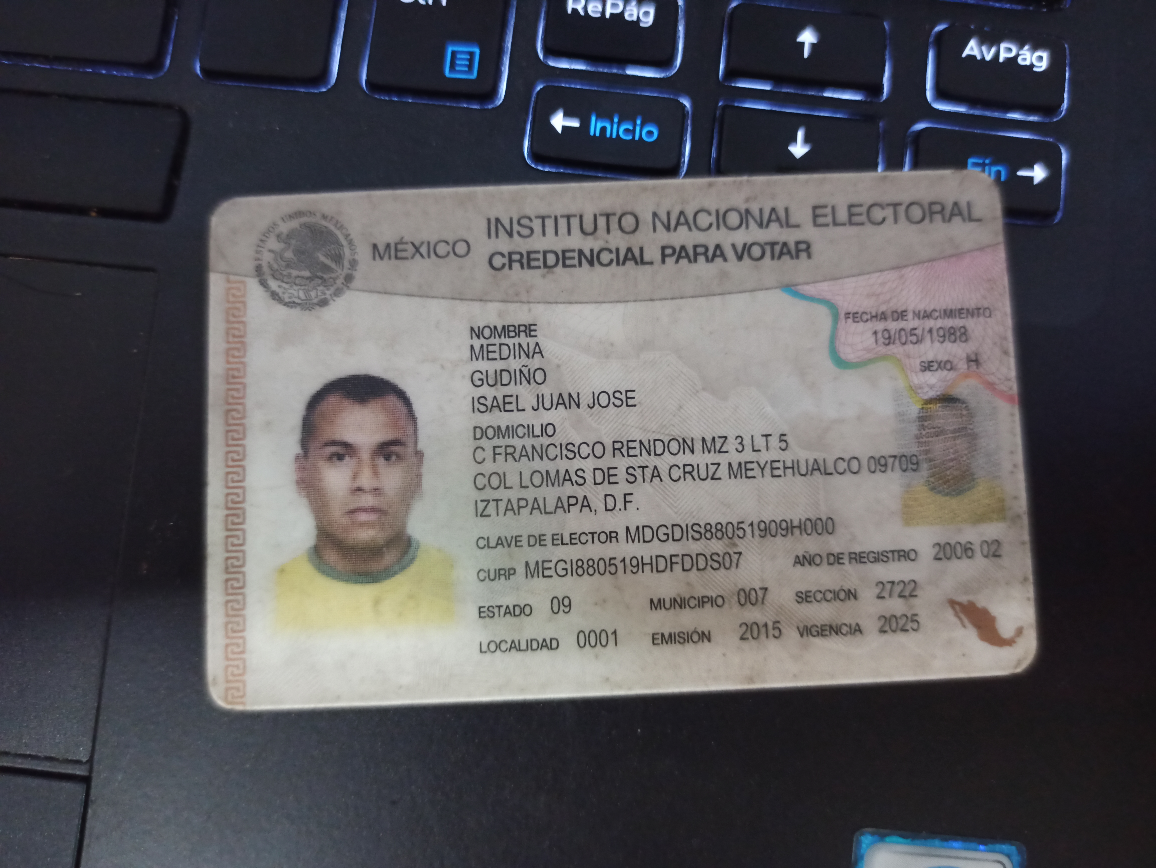 RePág
AvPág
← Inicio
Fin →
ESTADOS UNIDOS MEXICANOS
MÉXICO
INSTITUTO NACIONAL ELECTORAL
CREDENCIAL PARA VOTAR
FECHA DE NACIMIENTO
19/05/1988
SEXO H
NOMBRE
MEDINA
GUDIÑO
ISAEL JUAN JOSE
DOMICILIO
C FRANCISCO RENDON MZ 3 LT 5
COL LOMAS DE STA CRUZ MEYEHUALCO 09709
IZTAPALAPA, D.F.
CLAVE DE ELECTOR MDGDIS88051909H000
CURP MEGI880519HDFDDS07 AÑO DE REGISTRO 2006 02
ESTADO 09 MUNICIPIO 007 SECCIÓN 2722
LOCALIDAD 0001 EMISIÓN 2015 VIGENCIA 2025